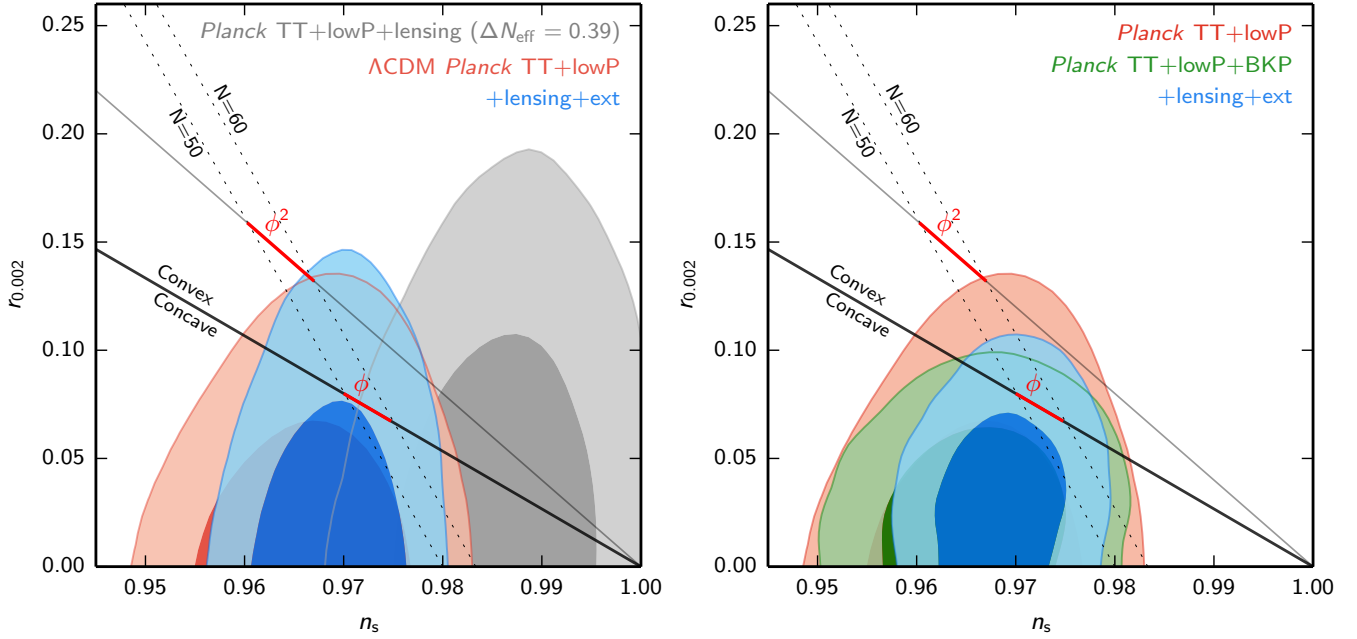 Planck TT+lowP+lensing (ΔN_eff = 0.39)
ΛCDM Planck TT+lowP
+lensing+ext
N=60
N=50
ϕ²
Convex
Concave
ϕ
r_0.002
0.25
0.20
0.15
0.10
0.05
0.00
0.95 0.96 0.97 0.98 0.99 1.00
n_s
Planck TT+lowP
Planck TT+lowP+BKP
+lensing+ext
N=60
N=50
ϕ²
Convex
Concave
ϕ
r_0.002
0.25
0.20
0.15
0.10
0.05
0.00
0.95 0.96 0.97 0.98 0.99 1.00
n_s